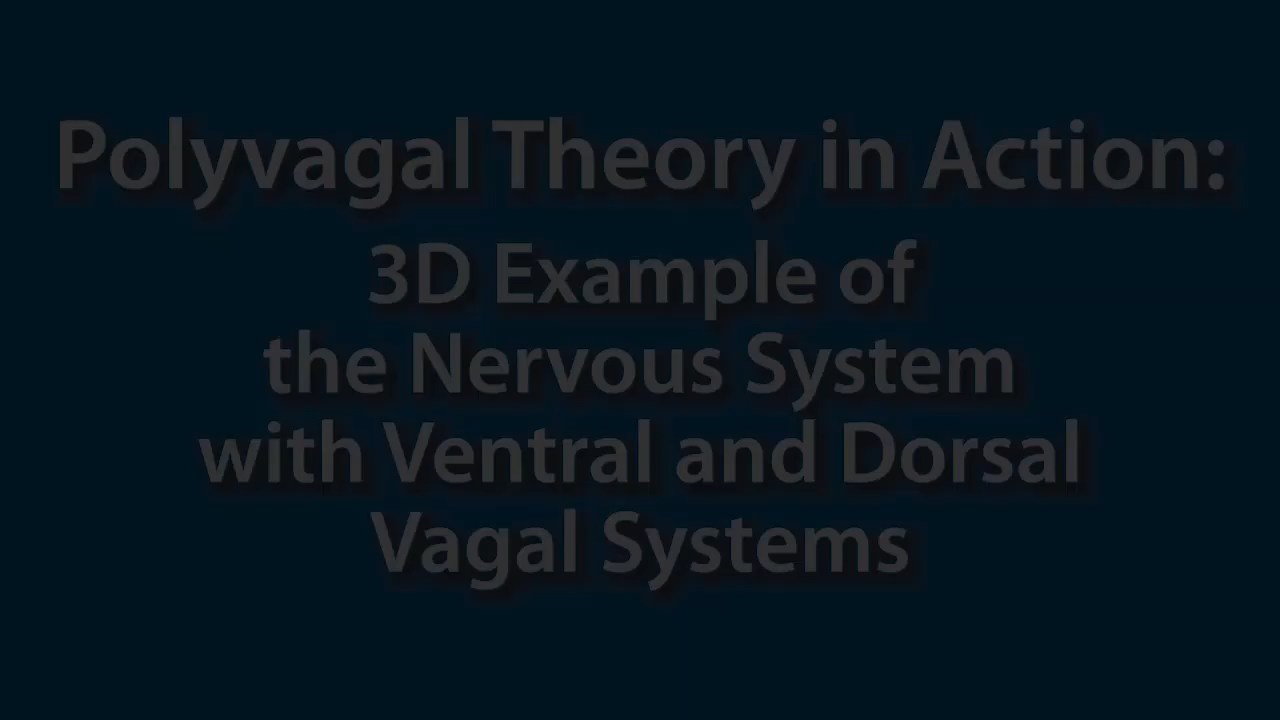 Polyvagal Theory in Action:
3D Example of
the Nervous System
with Ventral and Dorsal
Vagal Systems